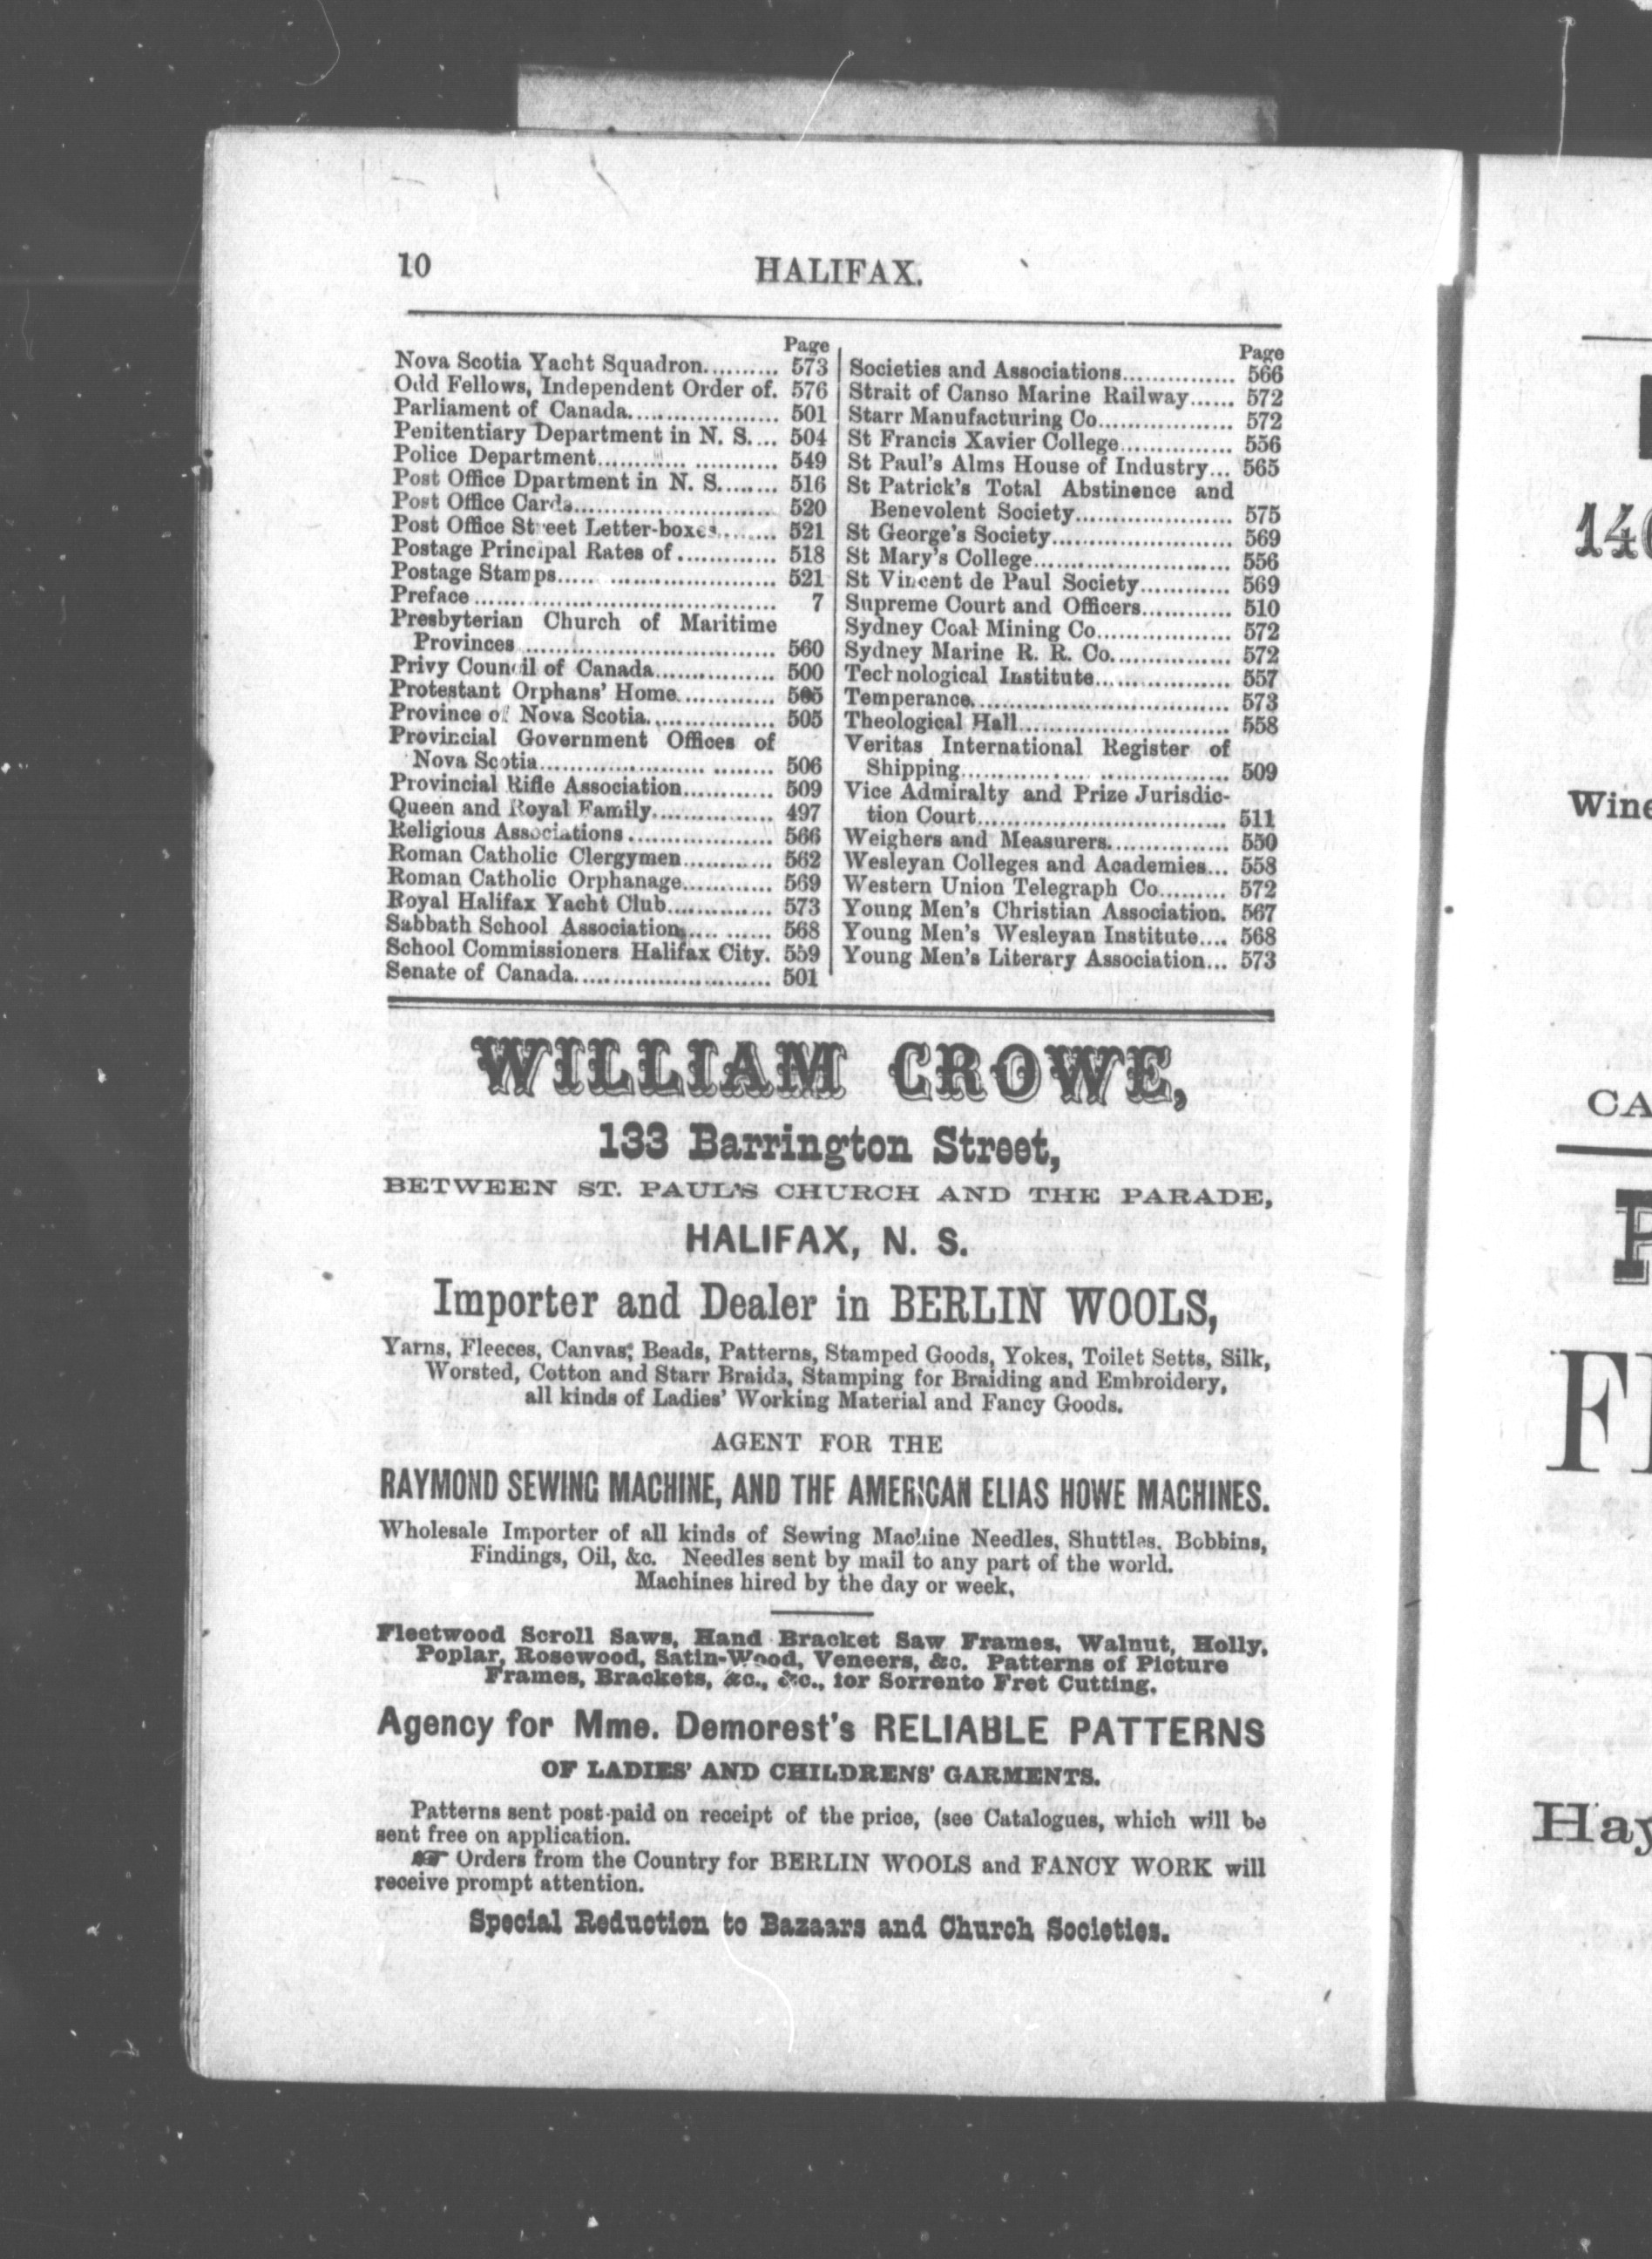 10
HALIFAX.
Page
Nova Scotia Yacht Squadron.......... 573
Odd Fellows, Independent Order of. 576
Parliament of Canada.................... 501
Penitentiary Department in N. S.... 504
Police Department........................ 549
Post Office Dpartment in N. S........ 516
Post Office Cards......................... 520
Post Office Street Letter-boxes........ 521
Postage Principal Rates of ............. 518
Postage Stamps........................... 521
Preface ....................................... 7
Presbyterian Church of Maritime
Provinces ................................ 560
Privy Council of Canada................ 500
Protestant Orphans' Home............. 565
Province of Nova Scotia................ 505
Provincial Government Offices of
Nova Scotia.............................. 506
Provincial Rifle Association............ 509
Queen and Royal Family................ 497
Religious Associations ................... 566
Roman Catholic Clergymen............ 562
Roman Catholic Orphanage............ 569
Royal Halifax Yacht Club.............. 573
Sabbath School Association............ 568
School Commissioners Halifax City. 559
Senate of Canada.......................... 501
Page
Societies and Associations............... 566
Strait of Canso Marine Railway...... 572
Starr Manufacturing Co................. 572
St Francis Xavier College............... 556
St Paul's Alms House of Industry... 565
St Patrick's Total Abstinence and
Benevolent Society..................... 575
St George's Society........................ 569
St Mary's College.......................... 556
St Vincent de Paul Society............ 569
Supreme Court and Officers............ 510
Sydney Coal Mining Co................. 572
Sydney Marine R. R. Co................ 572
Technological Institute.................. 557
Temperance................................. 573
Theological Hall........................... 558
Veritas International Register of
Shipping.................................. 509
Vice Admiralty and Prize Jurisdic-
tion Court................................ 511
Weighers and Measurers................ 550
Wesleyan Colleges and Academies... 558
Western Union Telegraph Co......... 572
Young Men's Christian Association. 567
Young Men's Wesleyan Institute.... 568
Young Men's Literary Association... 573
WILLIAM CROWE,
133 Barrington Street,
BETWEEN ST. PAUL'S CHURCH AND THE PARADE,
HALIFAX, N. S.
Importer and Dealer in BERLIN WOOLS,
Yarns, Fleeces, Canvas, Beads, Patterns, Stamped Goods, Yokes, Toilet Setts, Silk,
Worsted, Cotton and Starr Braids, Stamping for Braiding and Embroidery,
all kinds of Ladies' Working Material and Fancy Goods.
AGENT FOR THE
RAYMOND SEWING MACHINE, AND THE AMERICAN ELIAS HOWE MACHINES.
Wholesale Importer of all kinds of Sewing Machine Needles, Shuttles, Bobbins,
Findings, Oil, &c. Needles sent by mail to any part of the world.
Machines hired by the day or week.
Fleetwood Scroll Saws, Hand Bracket Saw Frames, Walnut, Holly,
Poplar, Rosewood, Satin-Wood, Veneers, &c. Patterns of Picture
Frames, Brackets, &c., &c., for Sorrento Fret Cutting.
Agency for Mme. Demorest's RELIABLE PATTERNS
OF LADIES' AND CHILDRENS' GARMENTS.
Patterns sent post-paid on receipt of the price, (see Catalogues, which will be
sent free on application.
☞ Orders from the Country for BERLIN WOOLS and FANCY WORK will
receive prompt attention.
Special Reduction to Bazaars and Church Societies.
Wine
CA
Hay